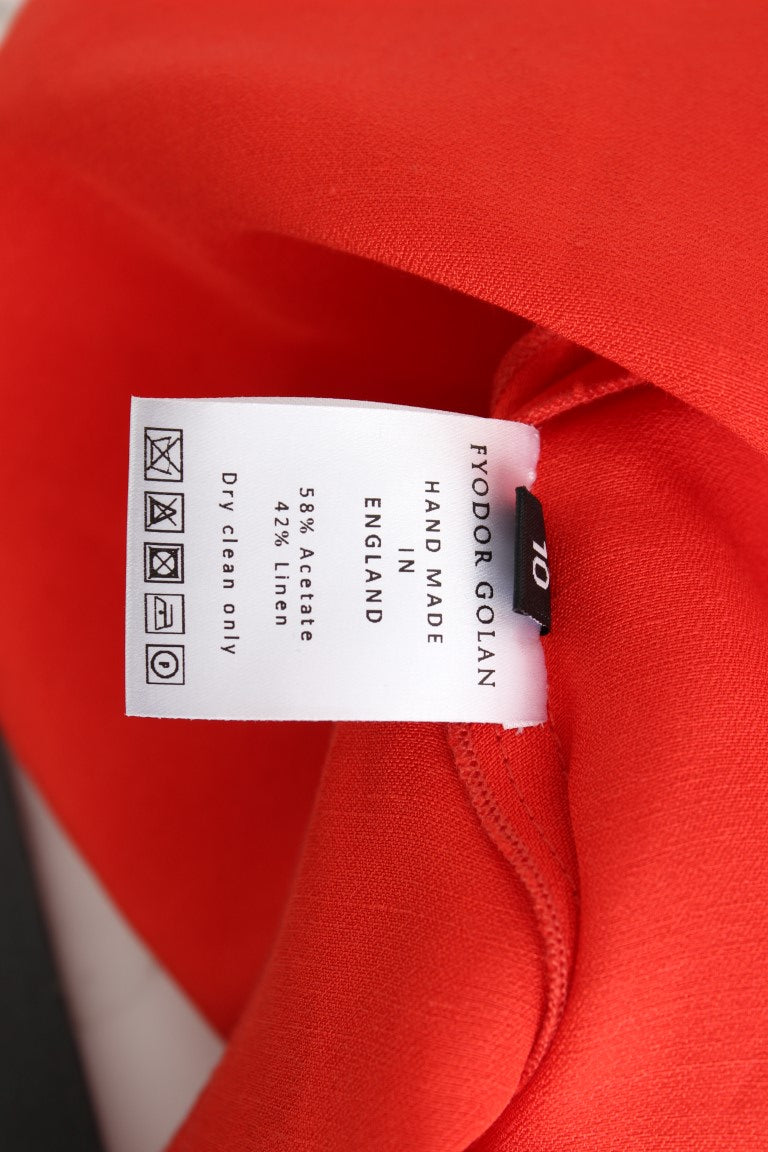 10
FYODOR GOLAN
HAND MADE
IN
ENGLAND
58% Acetate
42% Linen
Dry clean only
P